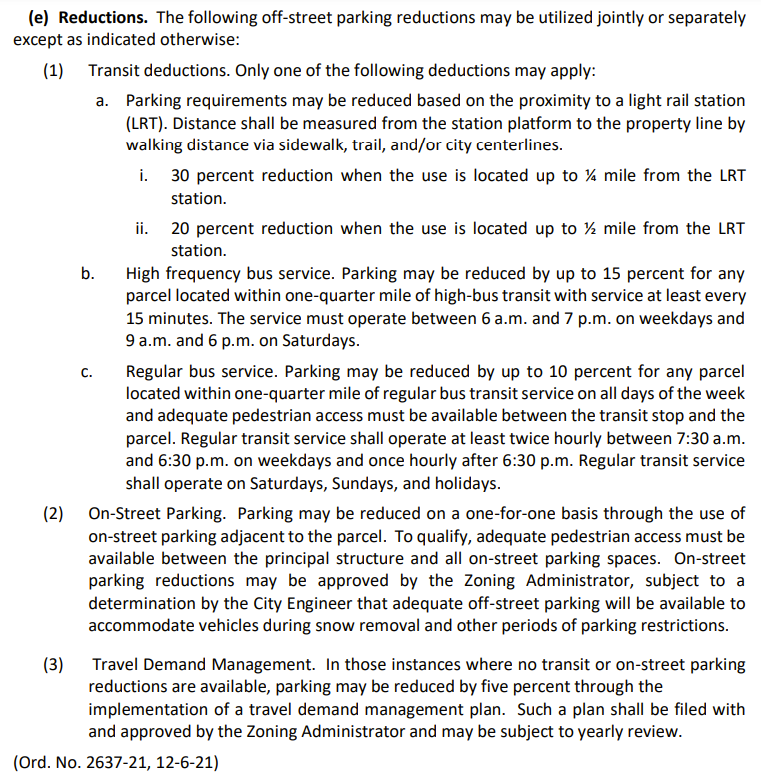 (e) Reductions. The following off-street parking reductions may be utilized jointly or separately
except as indicated otherwise:
(1) Transit deductions. Only one of the following deductions may apply:
a. Parking requirements may be reduced based on the proximity to a light rail station
(LRT). Distance shall be measured from the station platform to the property line by
walking distance via sidewalk, trail, and/or city centerlines.
i. 30 percent reduction when the use is located up to ¼ mile from the LRT
station.
ii. 20 percent reduction when the use is located up to ½ mile from the LRT
station.
b. High frequency bus service. Parking may be reduced by up to 15 percent for any
parcel located within one-quarter mile of high-bus transit with service at least every
15 minutes. The service must operate between 6 a.m. and 7 p.m. on weekdays and
9 a.m. and 6 p.m. on Saturdays.
c. Regular bus service. Parking may be reduced by up to 10 percent for any parcel
located within one-quarter mile of regular bus transit service on all days of the week
and adequate pedestrian access must be available between the transit stop and the
parcel. Regular transit service shall operate at least twice hourly between 7:30 a.m.
and 6:30 p.m. on weekdays and once hourly after 6:30 p.m. Regular transit service
shall operate on Saturdays, Sundays, and holidays.
(2) On-Street Parking. Parking may be reduced on a one-for-one basis through the use of
on-street parking adjacent to the parcel. To qualify, adequate pedestrian access must be
available between the principal structure and all on-street parking spaces. On-street
parking reductions may be approved by the Zoning Administrator, subject to a
determination by the City Engineer that adequate off-street parking will be available to
accommodate vehicles during snow removal and other periods of parking restrictions.
(3) Travel Demand Management. In those instances where no transit or on-street parking
reductions are available, parking may be reduced by five percent through the
implementation of a travel demand management plan. Such a plan shall be filed with
and approved by the Zoning Administrator and may be subject to yearly review.
(Ord. No. 2637-21, 12-6-21)